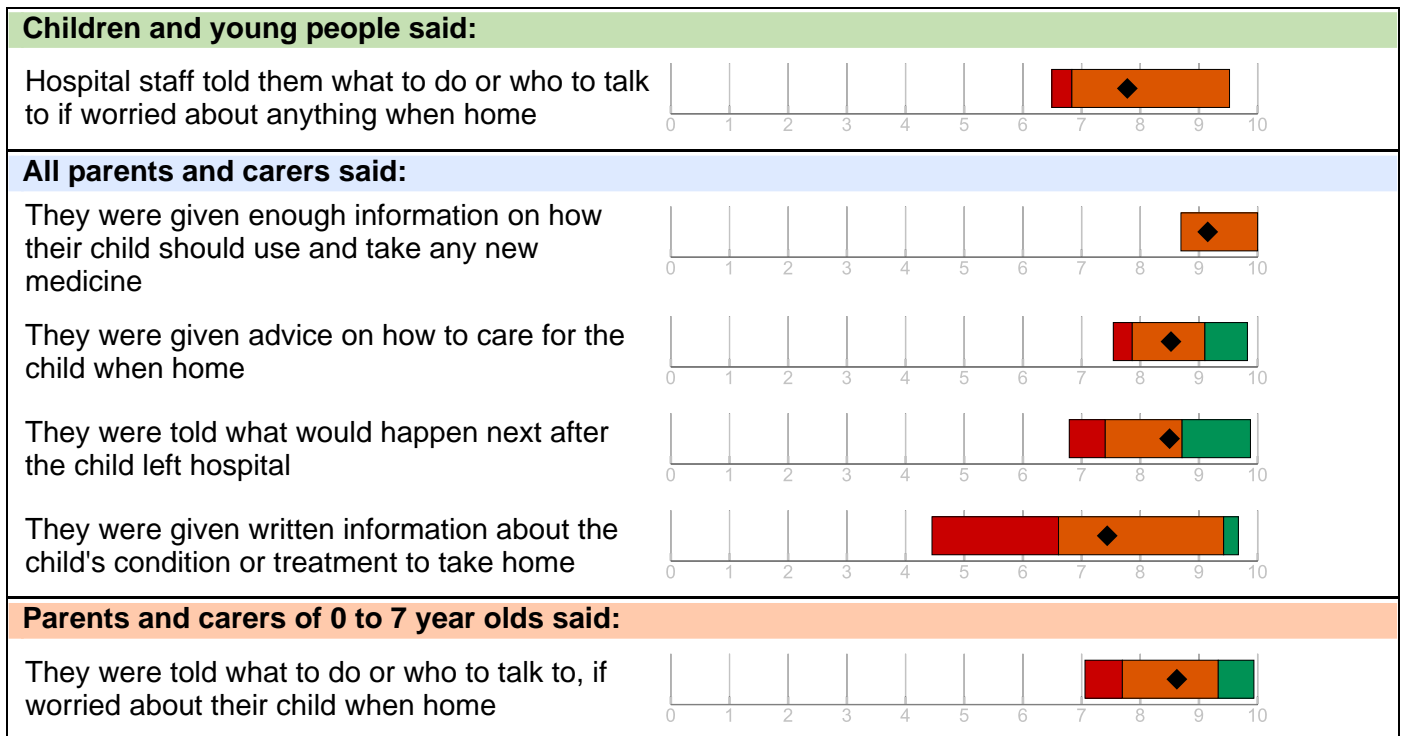 Children and young people said:
Hospital staff told them what to do or who to talk
to if worried about anything when home
0 1 2 3 4 5 6 7 8 9 10
All parents and carers said:
They were given enough information on how
their child should use and take any new
medicine
0 1 2 3 4 5 6 7 8 9 10
They were given advice on how to care for the
child when home
0 1 2 3 4 5 6 7 8 9 10
They were told what would happen next after
the child left hospital
0 1 2 3 4 5 6 7 8 9 10
They were given written information about the
child's condition or treatment to take home
0 1 2 3 4 5 6 7 8 9 10
Parents and carers of 0 to 7 year olds said:
They were told what to do or who to talk to, if
worried about their child when home
0 1 2 3 4 5 6 7 8 9 10